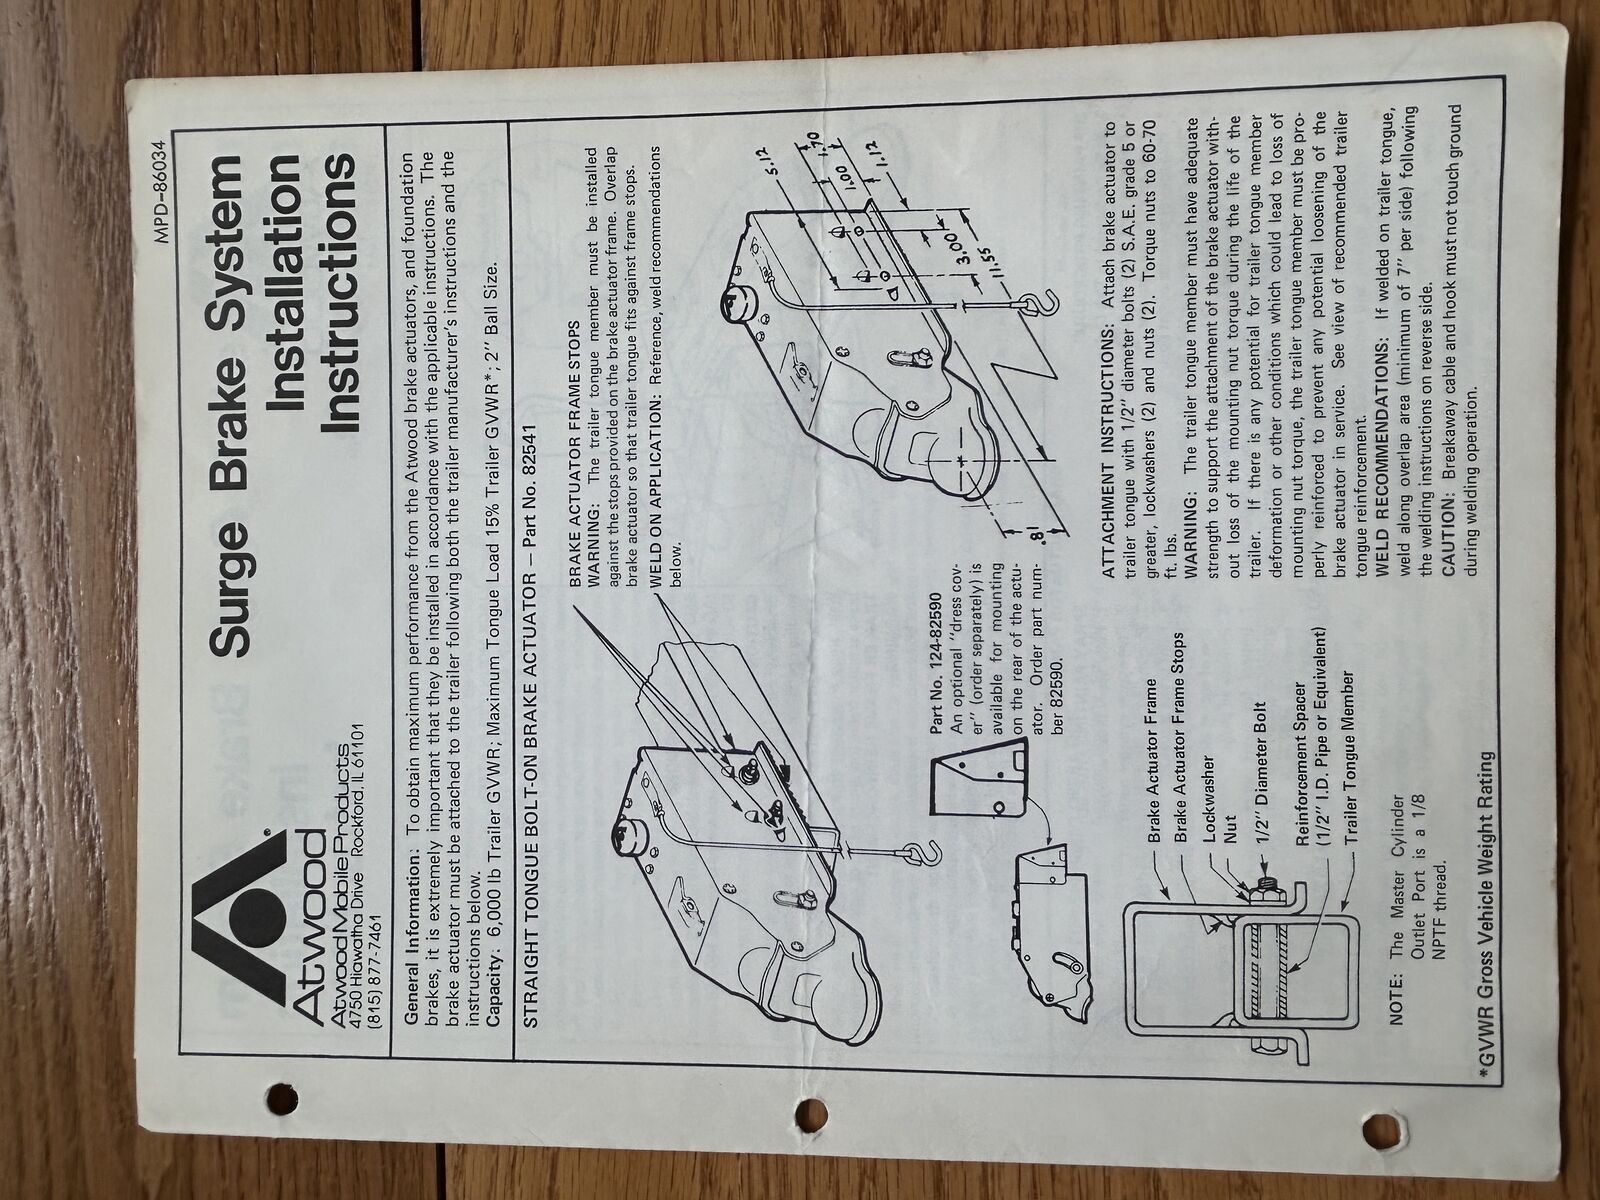 MPD-86034
Atwood®
Atwood Mobile Products
4750 Hiawatha Drive Rockford, IL 61101
(815) 877-7461
Surge Brake System
Installation
Instructions
General Information: To obtain maximum performance from the Atwood brake actuators, and foundation
brakes, it is extremely important that they be installed in accordance with the applicable instructions. The
brake actuator must be attached to the trailer following both the trailer manufacturer's instructions and the
instructions below.
Capacity: 6,000 lb Trailer GVWR; Maximum Tongue Load 15% Trailer GVWR*; 2" Ball Size.
STRAIGHT TONGUE BOLT-ON BRAKE ACTUATOR — Part No. 82541
BRAKE ACTUATOR FRAME STOPS
WARNING: The trailer tongue member must be installed
against the stops provided on the brake actuator frame. Overlap
brake actuator so that trailer tongue fits against frame stops.
WELD ON APPLICATION: Reference, weld recommendations
below.
5.12
1.70
1.00
1.12
3.00
11.55
.81
Part No. 124-82590
An optional "dress cov-
er" (order separately) is
available for mounting
on the rear of the actu-
ator. Order part num-
ber 82590.
Brake Actuator Frame
Brake Actuator Frame Stops
Lockwasher
Nut
1/2" Diameter Bolt
Reinforcement Spacer
(1/2" I.D. Pipe or Equivalent)
Trailer Tongue Member
NOTE: The Master Cylinder
Outlet Port is a 1/8
NPTF thread.
ATTACHMENT INSTRUCTIONS: Attach brake actuator to
trailer tongue with 1/2" diameter bolts (2) S.A.E. grade 5 or
greater, lockwashers (2) and nuts (2). Torque nuts to 60-70
ft. lbs.
WARNING: The trailer tongue member must have adequate
strength to support the attachment of the brake actuator with-
out loss of the mounting nut torque during the life of the
trailer. If there is any potential for trailer tongue member
deformation or other conditions which could lead to loss of
mounting nut torque, the trailer tongue member must be pro-
perly reinforced to prevent any potential loosening of the
brake actuator in service. See view of recommended trailer
tongue reinforcement.
WELD RECOMMENDATIONS: If welded on trailer tongue,
weld along overlap area (minimum of 7" per side) following
the welding instructions on reverse side.
CAUTION: Breakaway cable and hook must not touch ground
during welding operation.
*GVWR Gross Vehicle Weight Rating